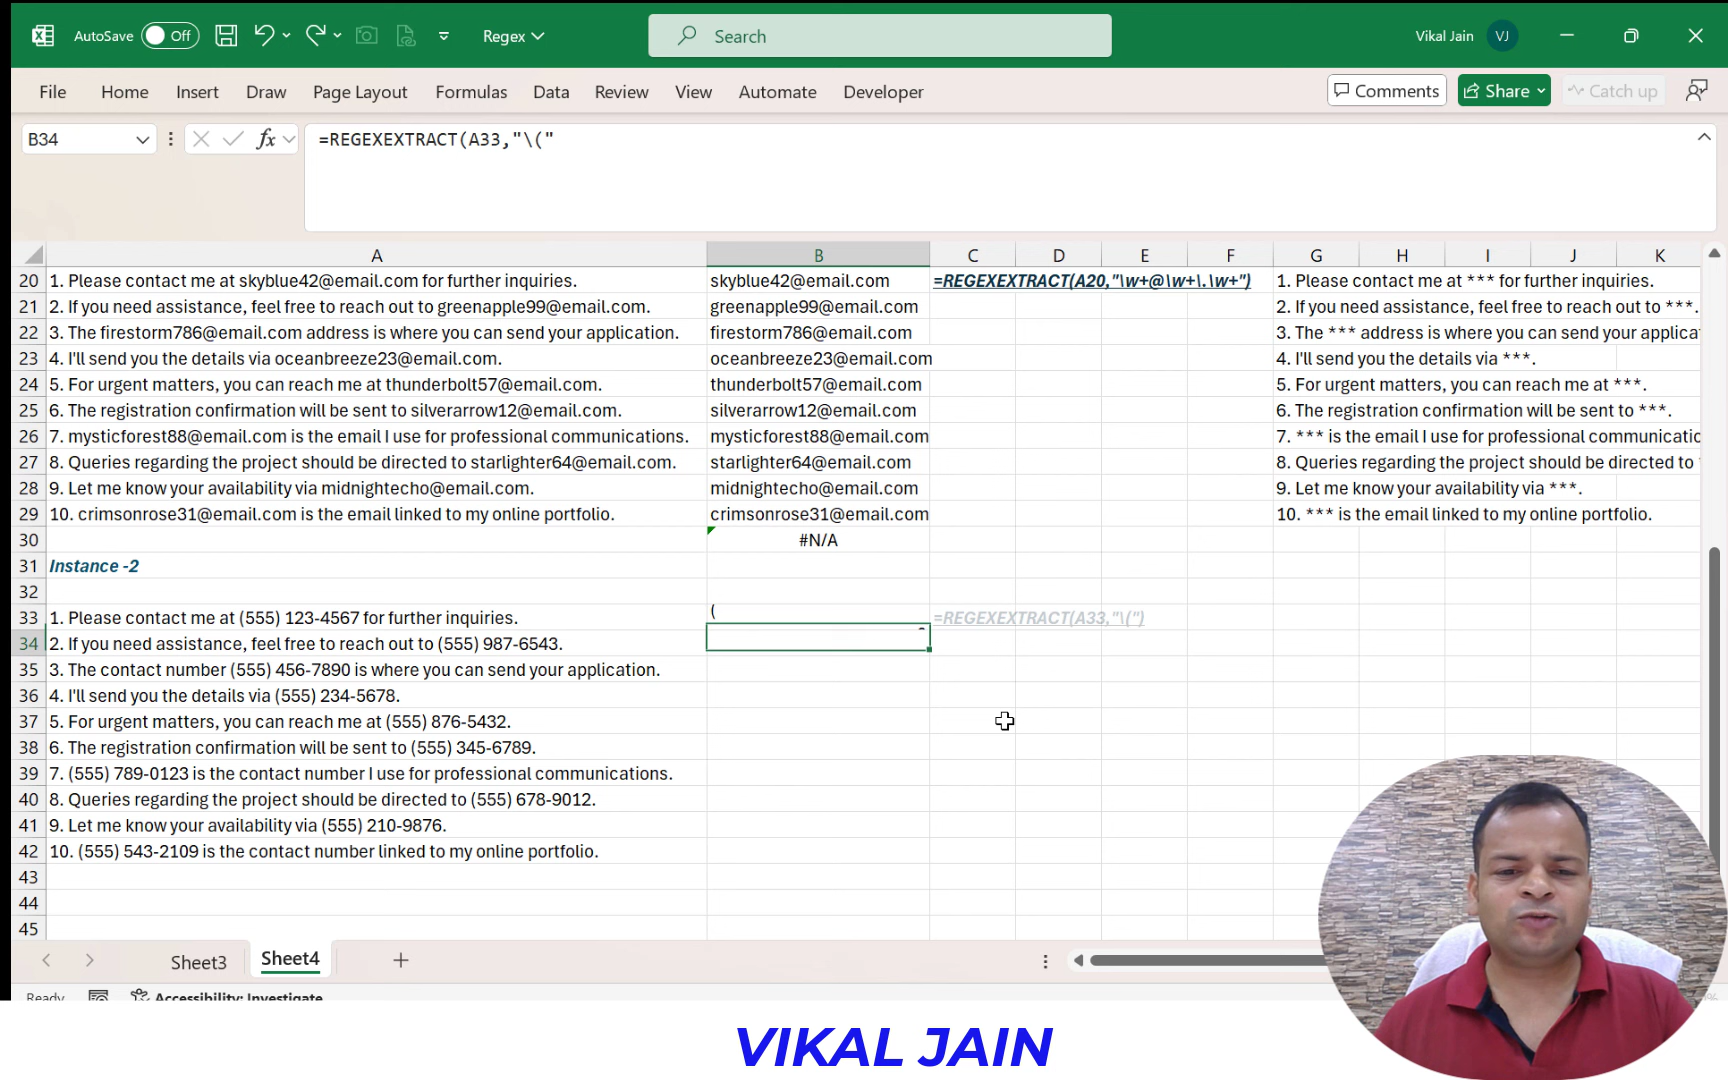 AutoSave Off Regex Search Vikal Jain VJ
File Home Insert Draw Page Layout Formulas Data Review View Automate Developer Comments Share Catch up
B34 fx =REGEXEXTRACT(A33,"\("
A B C D E F G H I J K
20 1. Please contact me at skyblue42@email.com for further inquiries. skyblue42@email.com =REGEXEXTRACT(A20,"\w+@\w+\.\w+") 1. Please contact me at *** for further inquiries.
21 2. If you need assistance, feel free to reach out to greenapple99@email.com. greenapple99@email.com 2. If you need assistance, feel free to reach out to ***.
22 3. The firestorm786@email.com address is where you can send your application. firestorm786@email.com 3. The *** address is where you can send your applica
23 4. I'll send you the details via oceanbreeze23@email.com. oceanbreeze23@email.com 4. I'll send you the details via ***.
24 5. For urgent matters, you can reach me at thunderbolt57@email.com. thunderbolt57@email.com 5. For urgent matters, you can reach me at ***.
25 6. The registration confirmation will be sent to silverarrow12@email.com. silverarrow12@email.com 6. The registration confirmation will be sent to ***.
26 7. mysticforest88@email.com is the email I use for professional communications. mysticforest88@email.com 7. *** is the email I use for professional communicatic
27 8. Queries regarding the project should be directed to starlighter64@email.com. starlighter64@email.com 8. Queries regarding the project should be directed to
28 9. Let me know your availability via midnightecho@email.com. midnightecho@email.com 9. Let me know your availability via ***.
29 10. crimsonrose31@email.com is the email linked to my online portfolio. crimsonrose31@email.com 10. *** is the email linked to my online portfolio.
30 #N/A
31 Instance -2
32
33 1. Please contact me at (555) 123-4567 for further inquiries. ( =REGEXEXTRACT(A33,"\(")
34 2. If you need assistance, feel free to reach out to (555) 987-6543.
35 3. The contact number (555) 456-7890 is where you can send your application.
36 4. I'll send you the details via (555) 234-5678.
37 5. For urgent matters, you can reach me at (555) 876-5432.
38 6. The registration confirmation will be sent to (555) 345-6789.
39 7. (555) 789-0123 is the contact number I use for professional communications.
40 8. Queries regarding the project should be directed to (555) 678-9012.
41 9. Let me know your availability via (555) 210-9876.
42 10. (555) 543-2109 is the contact number linked to my online portfolio.
43
44
45
Sheet3 Sheet4
Ready Accessibility: Investigate
VIKAL JAIN